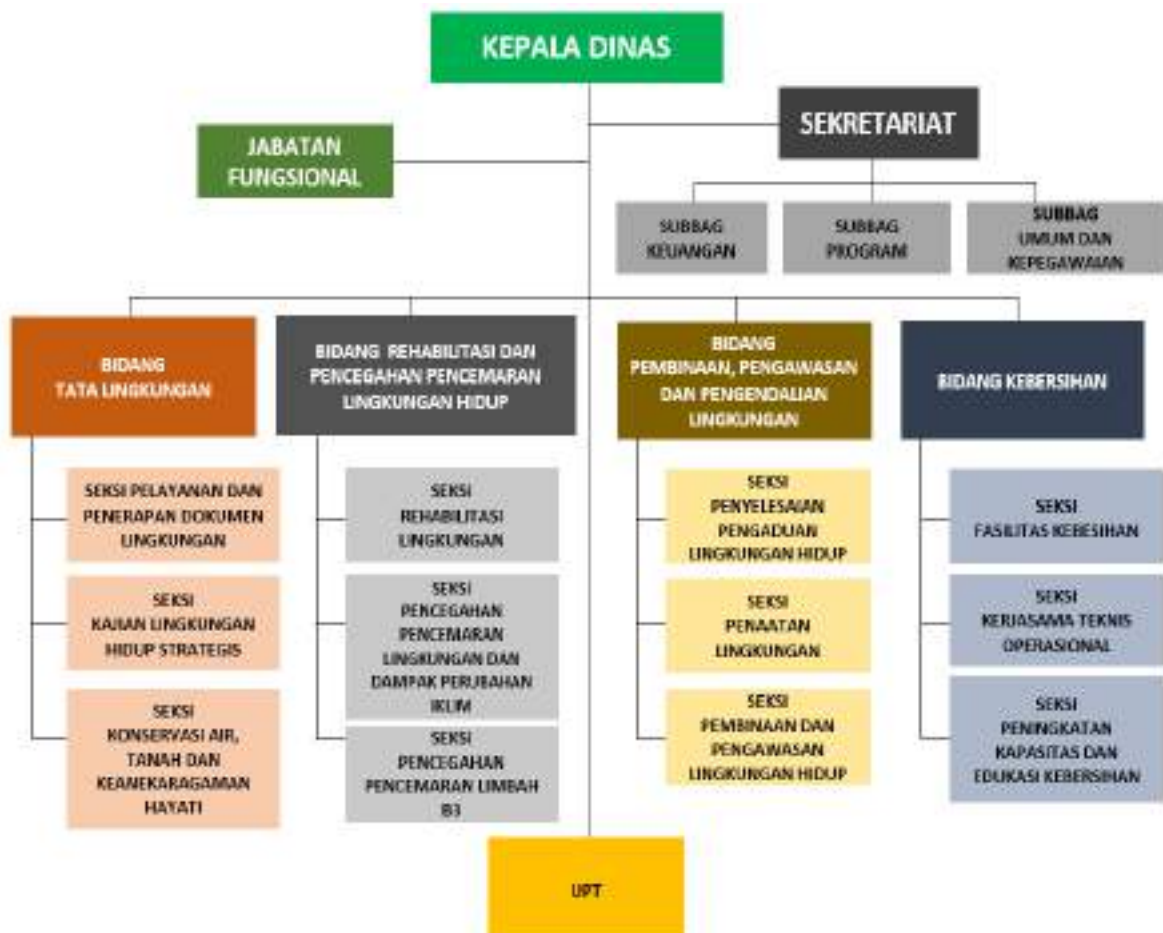 KEPALA DINAS
SEKRETARIAT
JABATAN
FUNGSIONAL
SUBBAG
KEUANGAN
SUBBAG
PROGRAM
SUBBAG
UMUM DAN
KEPEGAWAIAN
BIDANG
TATA LINGKUNGAN
BIDANG REHABILITASI DAN
PENCEGAHAN PENCEMARAN
LINGKUNGAN HIDUP
BIDANG
PEMBINAAN, PENGAWASAN
DAN PENGENDALIAN
LINGKUNGAN
BIDANG KEBERSIHAN
SEKSI PELAYANAN DAN
PENERAPAN DOKUMEN
LINGKUNGAN
SEKSI
KAJIAN LINGKUNGAN
HIDUP STRATEGIS
SEKSI
KONSERVASI AIR,
TANAH DAN
KEANEKARAGAMAN
HAYATI
SEKSI
REHABILITASI
LINGKUNGAN
SEKSI
PENCEGAHAN
PENCEMARAN
LINGKUNGAN DAN
DAMPAK PERUBAHAN
IKLIM
SEKSI
PENCEGAHAN
PENCEMARAN LIMBAH
B3
SEKSI
PENYELESAIAN
PENGADUAN
LINGKUNGAN HIDUP
SEKSI
PENAATAN
LINGKUNGAN
SEKSI
PEMBINAAN DAN
PENGAWASAN
LINGKUNGAN HIDUP
SEKSI
FASILITAS KEBESIHAN
SEKSI
KERJASAMA TEKNIS
OPERASIONAL
SEKSI
PENINGKATAN
KAPASITAS DAN
EDUKASI KEBERSIHAN
UPT